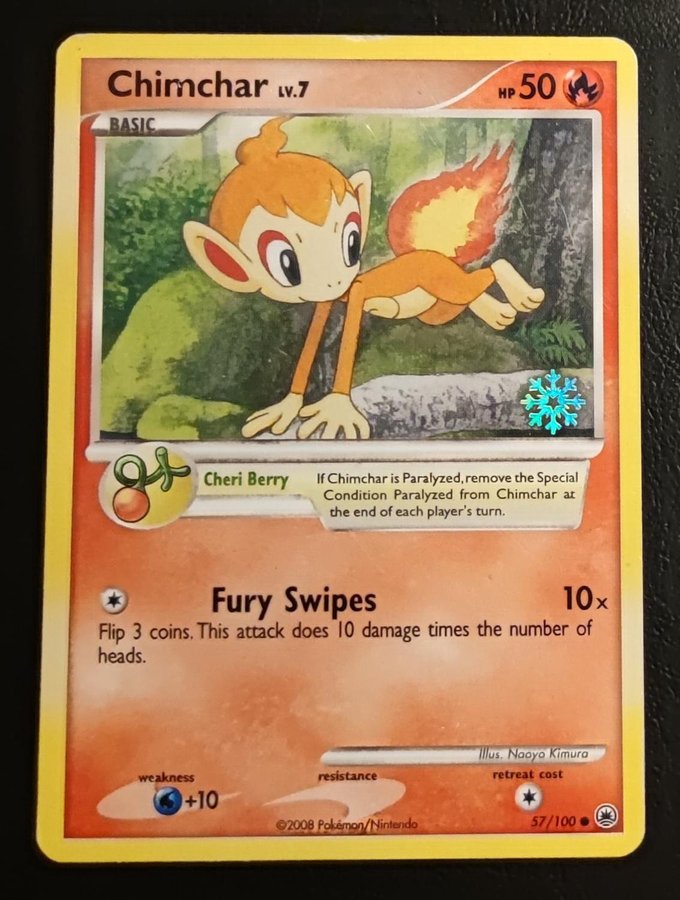 Chimchar LV.7 HP 50
BASIC
Cheri Berry
If Chimchar is Paralyzed, remove the Special
Condition Paralyzed from Chimchar at
the end of each player's turn.
Fury Swipes 10x
Flip 3 coins. This attack does 10 damage times the number of
heads.
Illus. Naoyo Kimura
weakness resistance retreat cost
+10
57/100
©2008 Pokémon/Nintendo